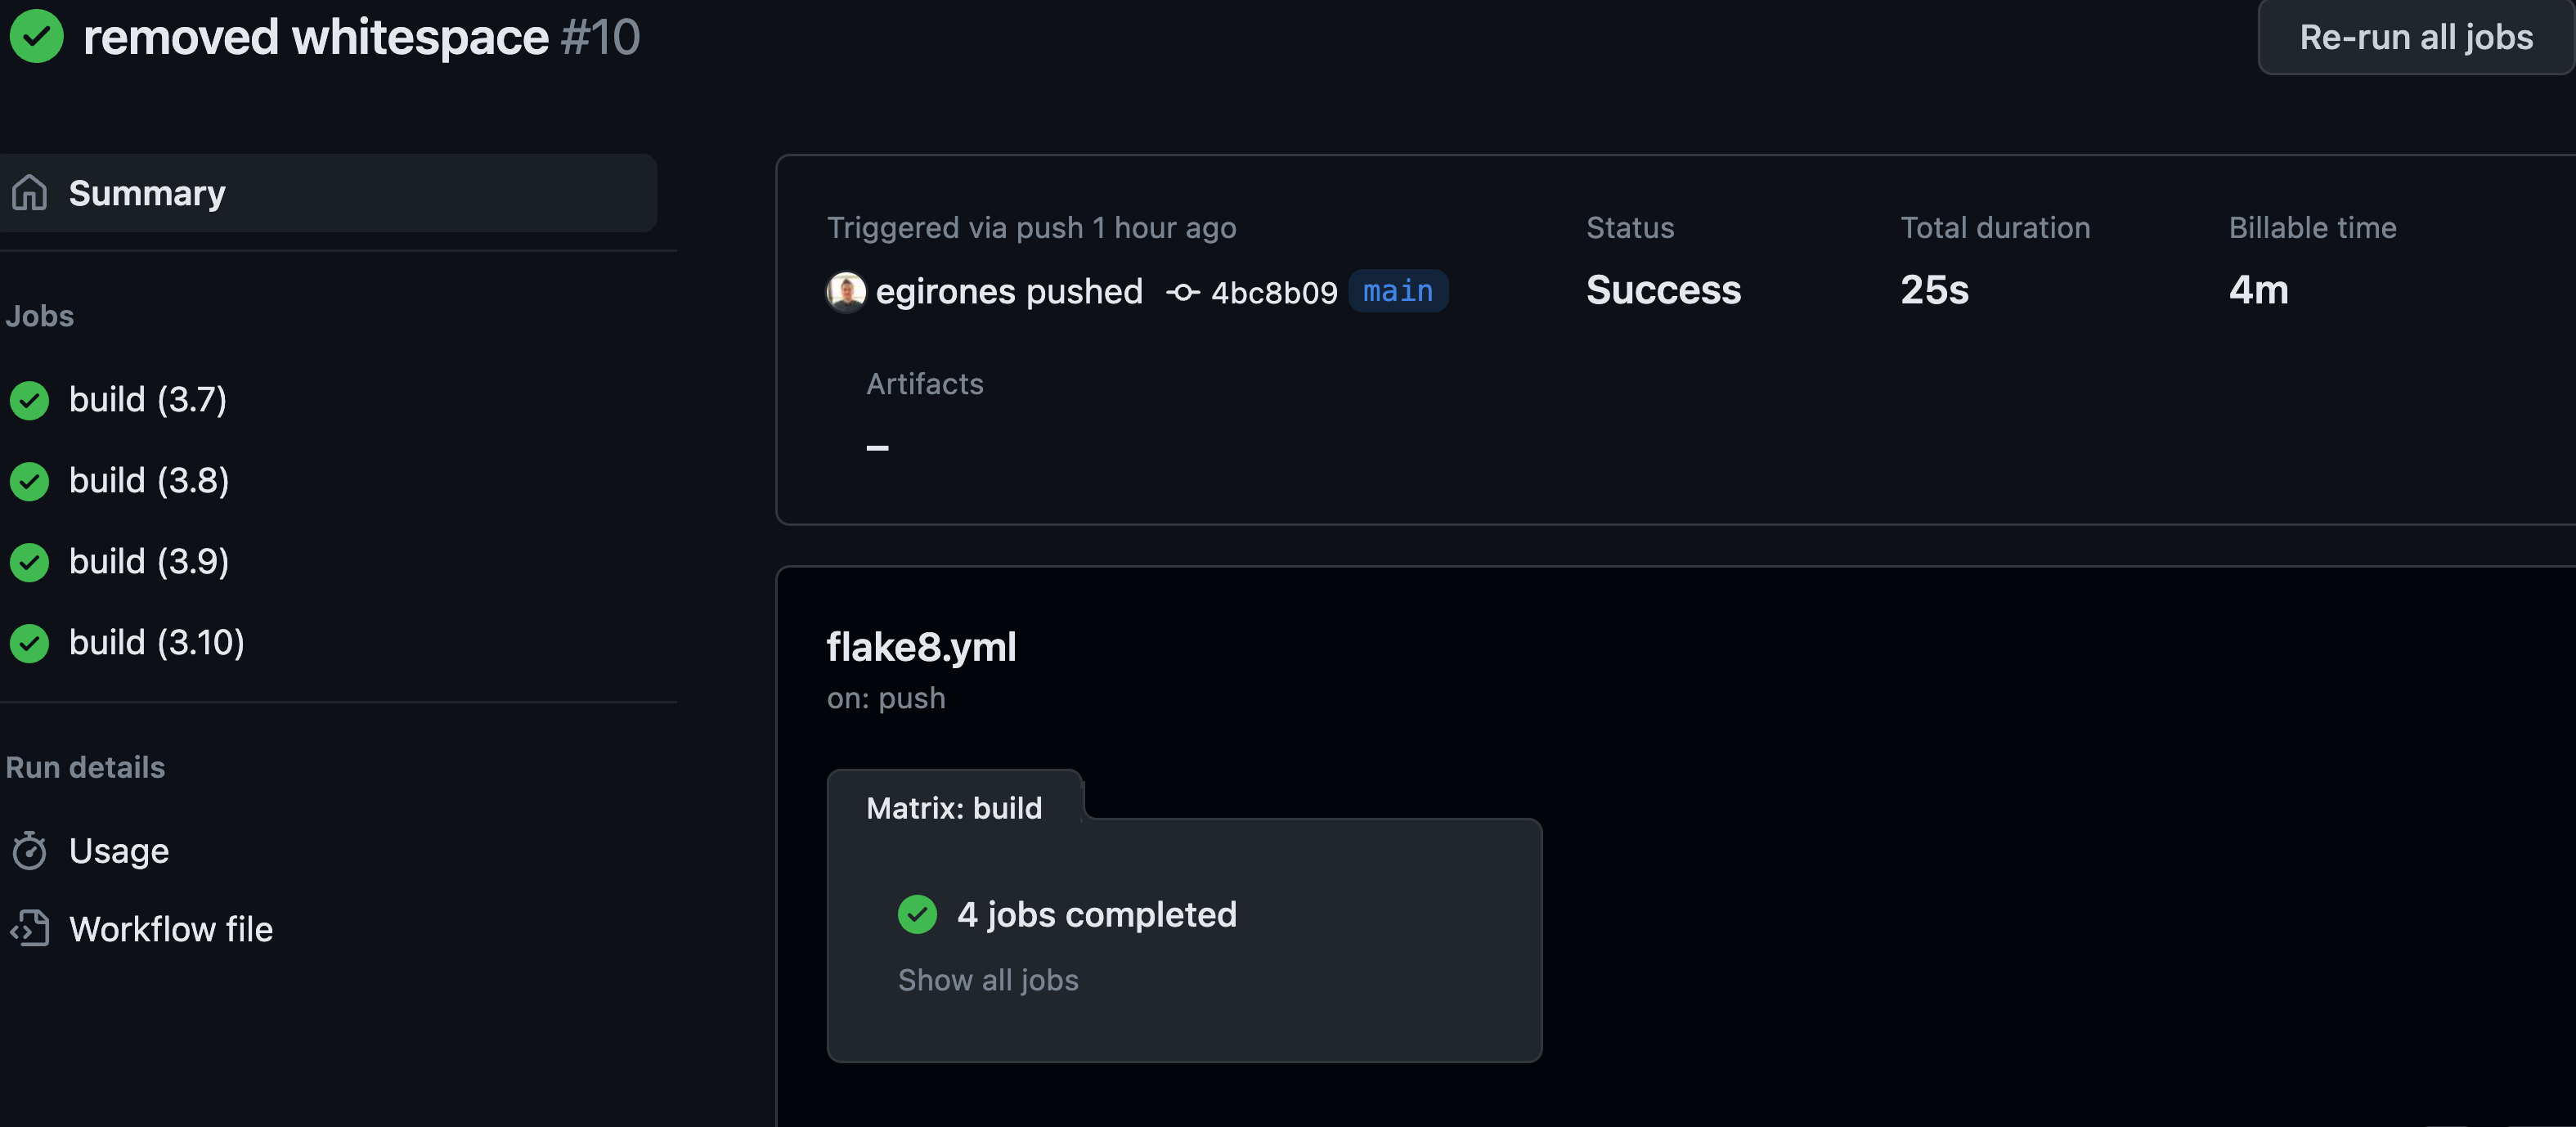 removed whitespace #10
Re-run all jobs
Summary
Jobs
build (3.7)
build (3.8)
build (3.9)
build (3.10)
Run details
Usage
Workflow file
Triggered via push 1 hour ago
egirones pushed 4bc8b09 main
Status
Success
Total duration
25s
Billable time
4m
Artifacts
–
flake8.yml
on: push
Matrix: build
4 jobs completed
Show all jobs